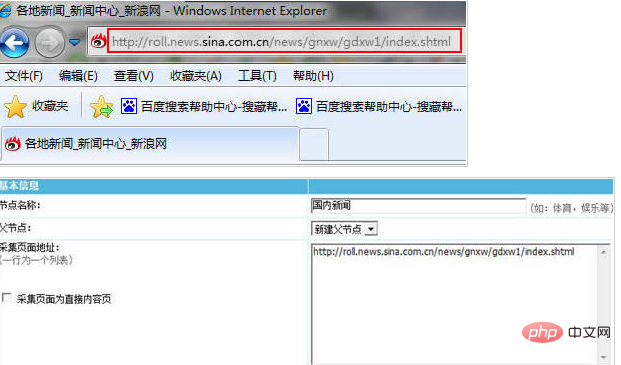 各地新闻_新闻中心_新浪网 - Windows Internet Explorer
http://roll.news.sina.com.cn/news/gnxw/gdxw1/index.shtml
文件(F) 编辑(E) 查看(V) 收藏夹(A) 工具(T) 帮助(H)
收藏夹 百度搜索帮助中心-搜藏帮... 百度搜索帮助中心-搜藏帮...
各地新闻_新闻中心_新浪网
基本信息
节点名称: 国内新闻 (如: 体育, 娱乐等)
父节点: 新建父节点
采集页面地址: http://roll.news.sina.com.cn/news/gnxw/gdxw1/index.shtml
(一行为一个列表)
采集页面为直接内容页
php 中文网